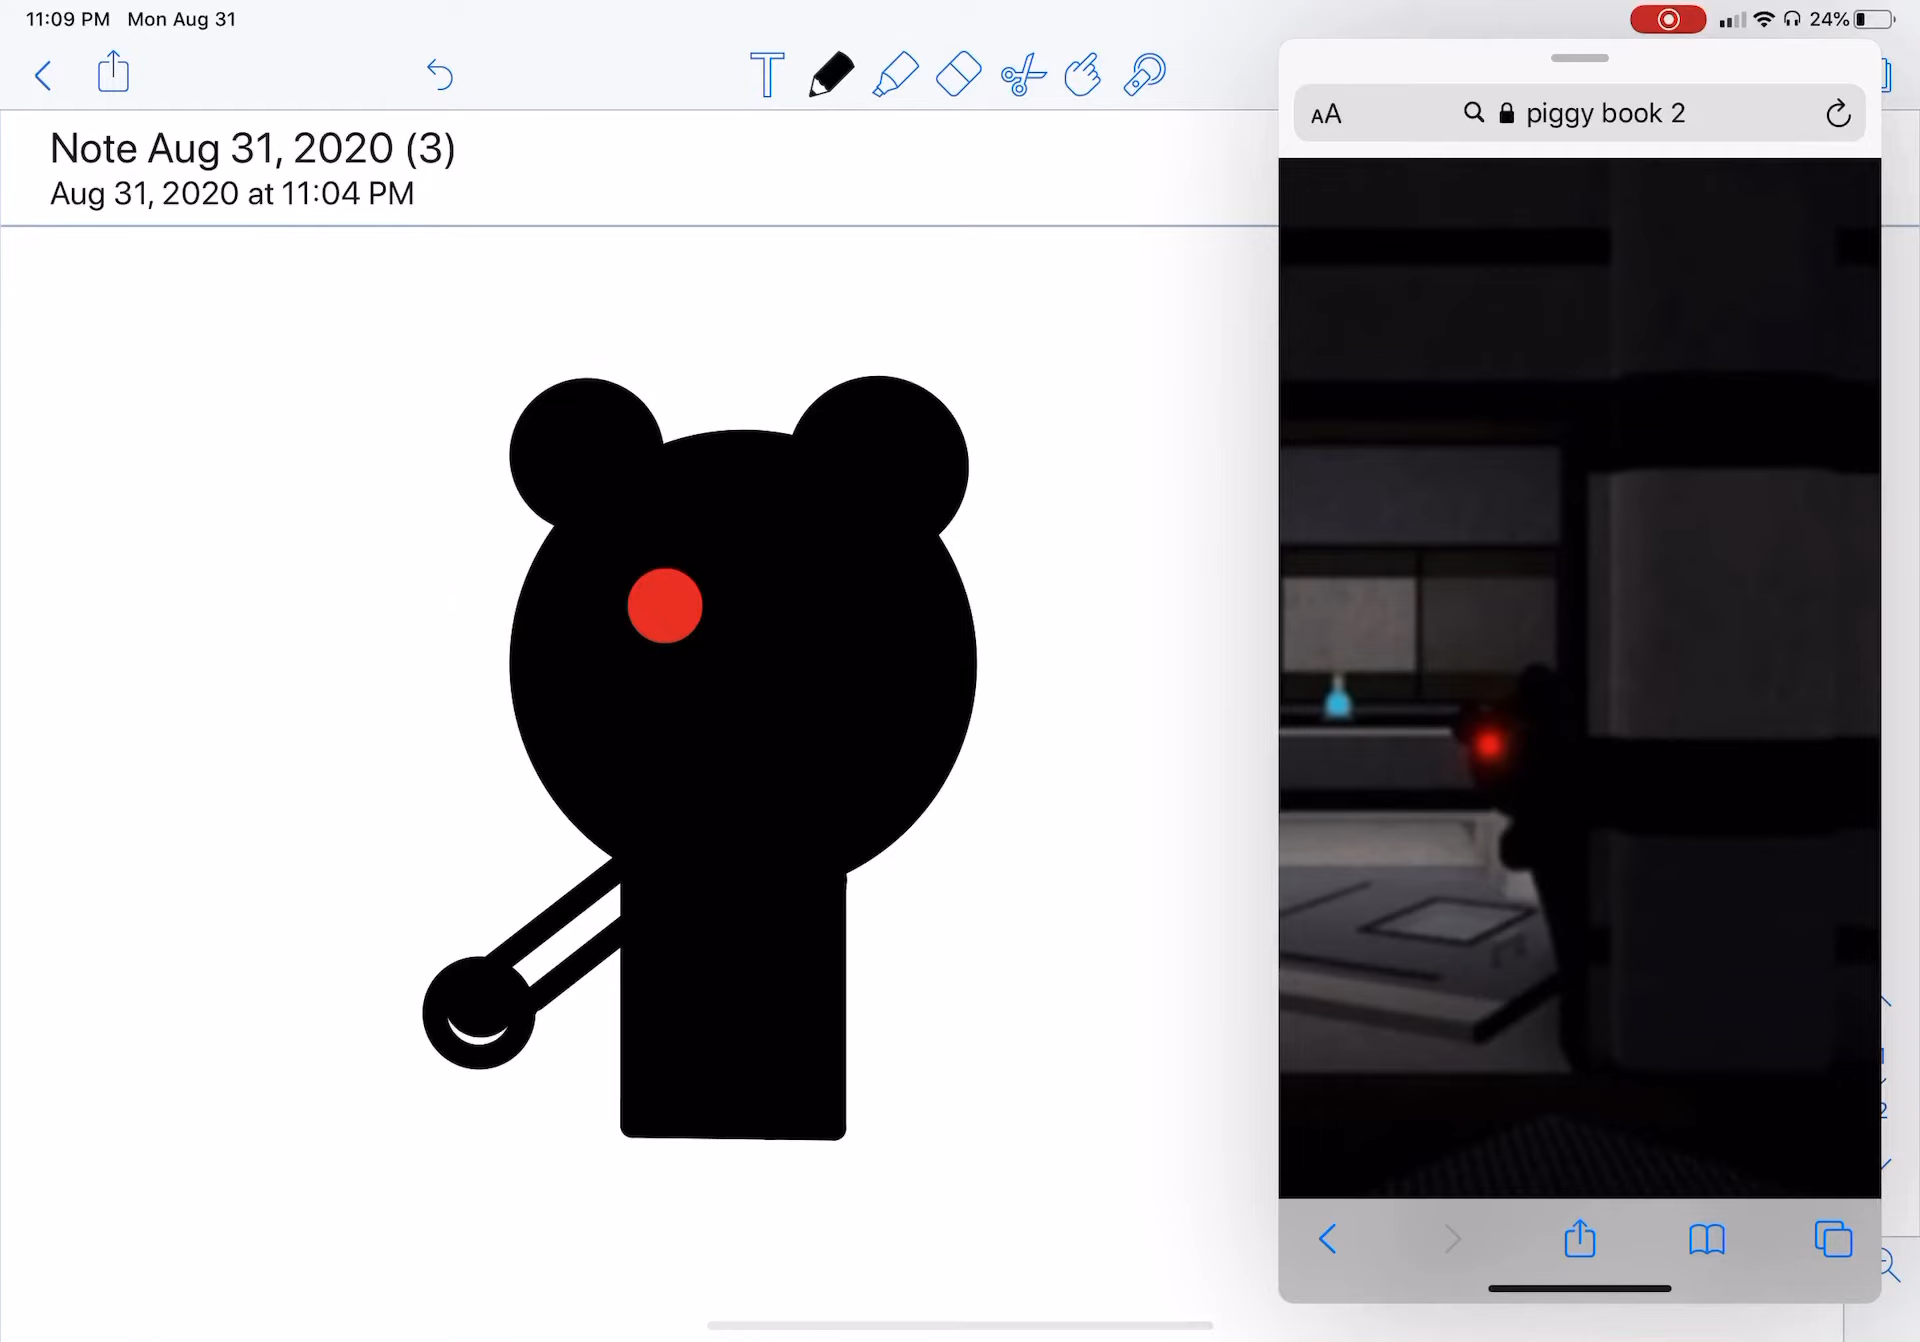 11:09 PM Mon Aug 31
24%
T
Note Aug 31, 2020 (3)
Aug 31, 2020 at 11:04 PM
AA piggy book 2
2